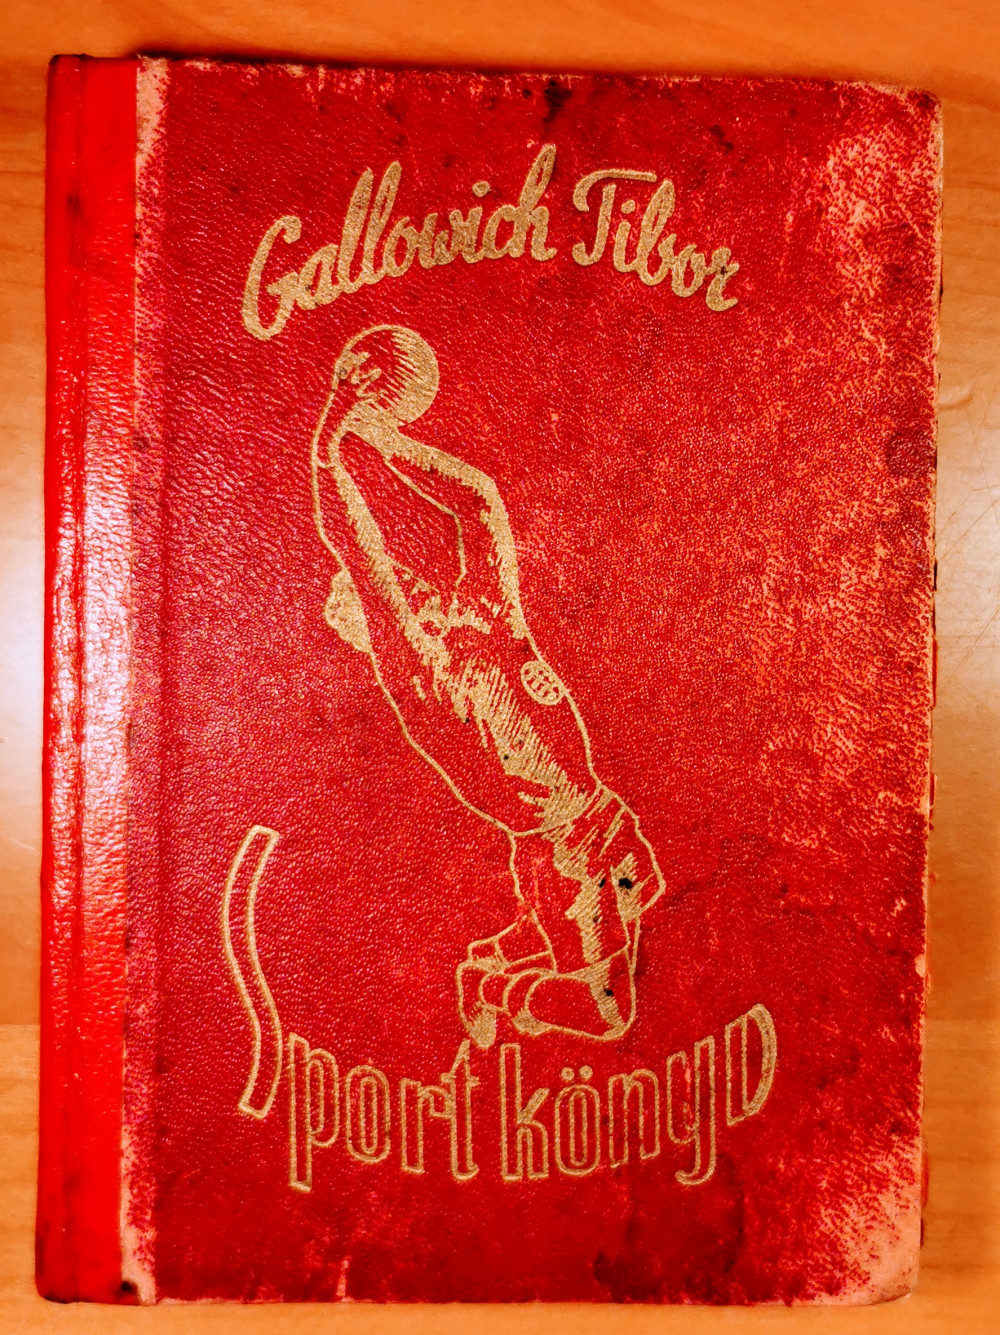 Gallowich Tibor
Sport könyv